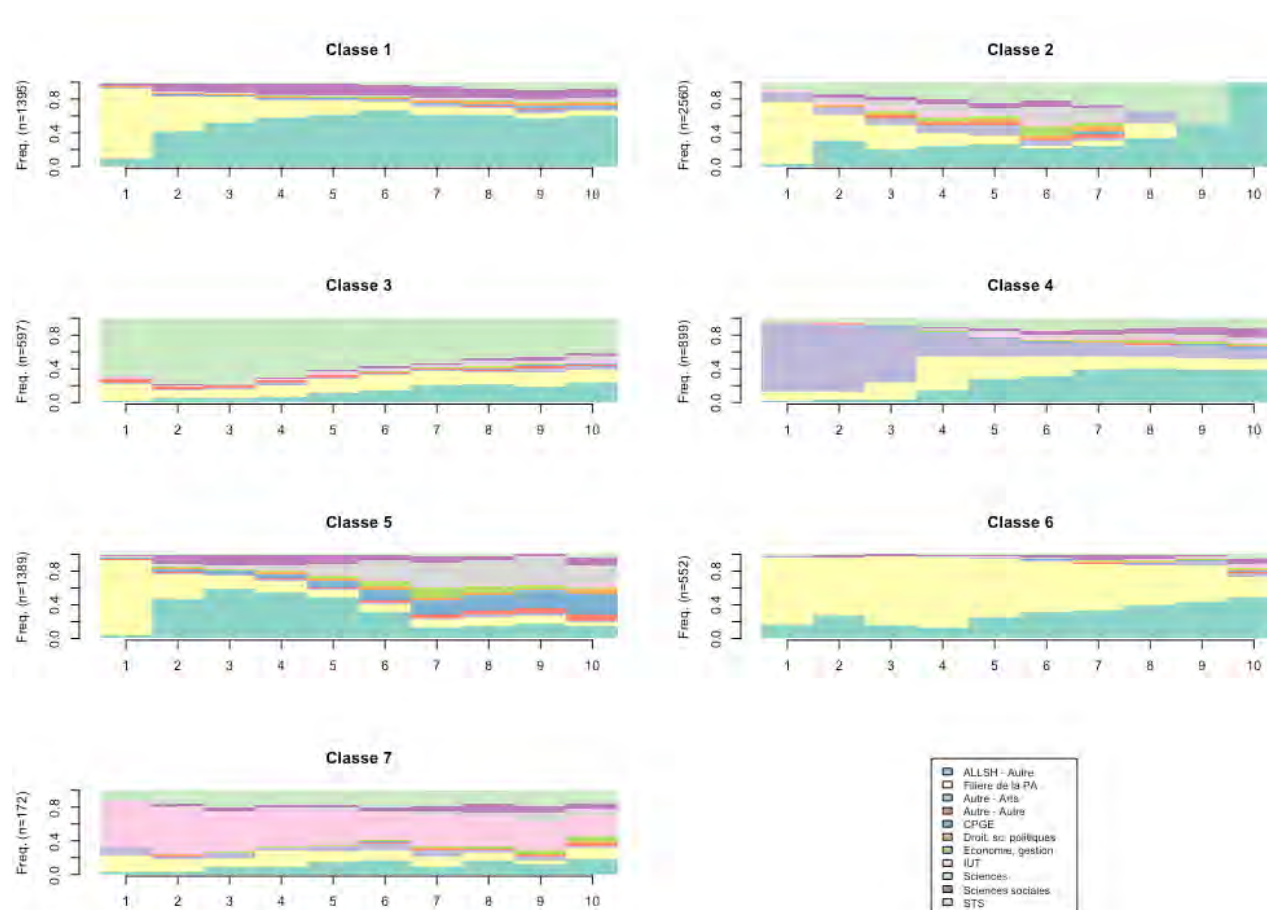 Classe 1
Freq. (n=1395)
0.0 0.4 0.8
1 2 3 4 5 6 7 8 9 10
Classe 2
Freq. (n=2560)
0.0 0.4 0.8
1 2 3 4 5 6 7 8 9 10
Classe 3
Freq. (n=597)
0.0 0.4 0.8
1 2 3 4 5 6 7 8 9 10
Classe 4
Freq. (n=899)
0.0 0.4 0.8
1 2 3 4 5 6 7 8 9 10
Classe 5
Freq. (n=1389)
0.0 0.4 0.8
1 2 3 4 5 6 7 8 9 10
Classe 6
Freq. (n=552)
0.0 0.4 0.8
1 2 3 4 5 6 7 8 9 10
Classe 7
Freq. (n=172)
0.0 0.4 0.8
1 2 3 4 5 6 7 8 9 10
ALLSH - Autre
Filière de la PA
Autre - Arts
Autre - Autre
CPGE
Droit, sc. politiques
Economie, gestion
IUT
Sciences
Sciences sociales
STS